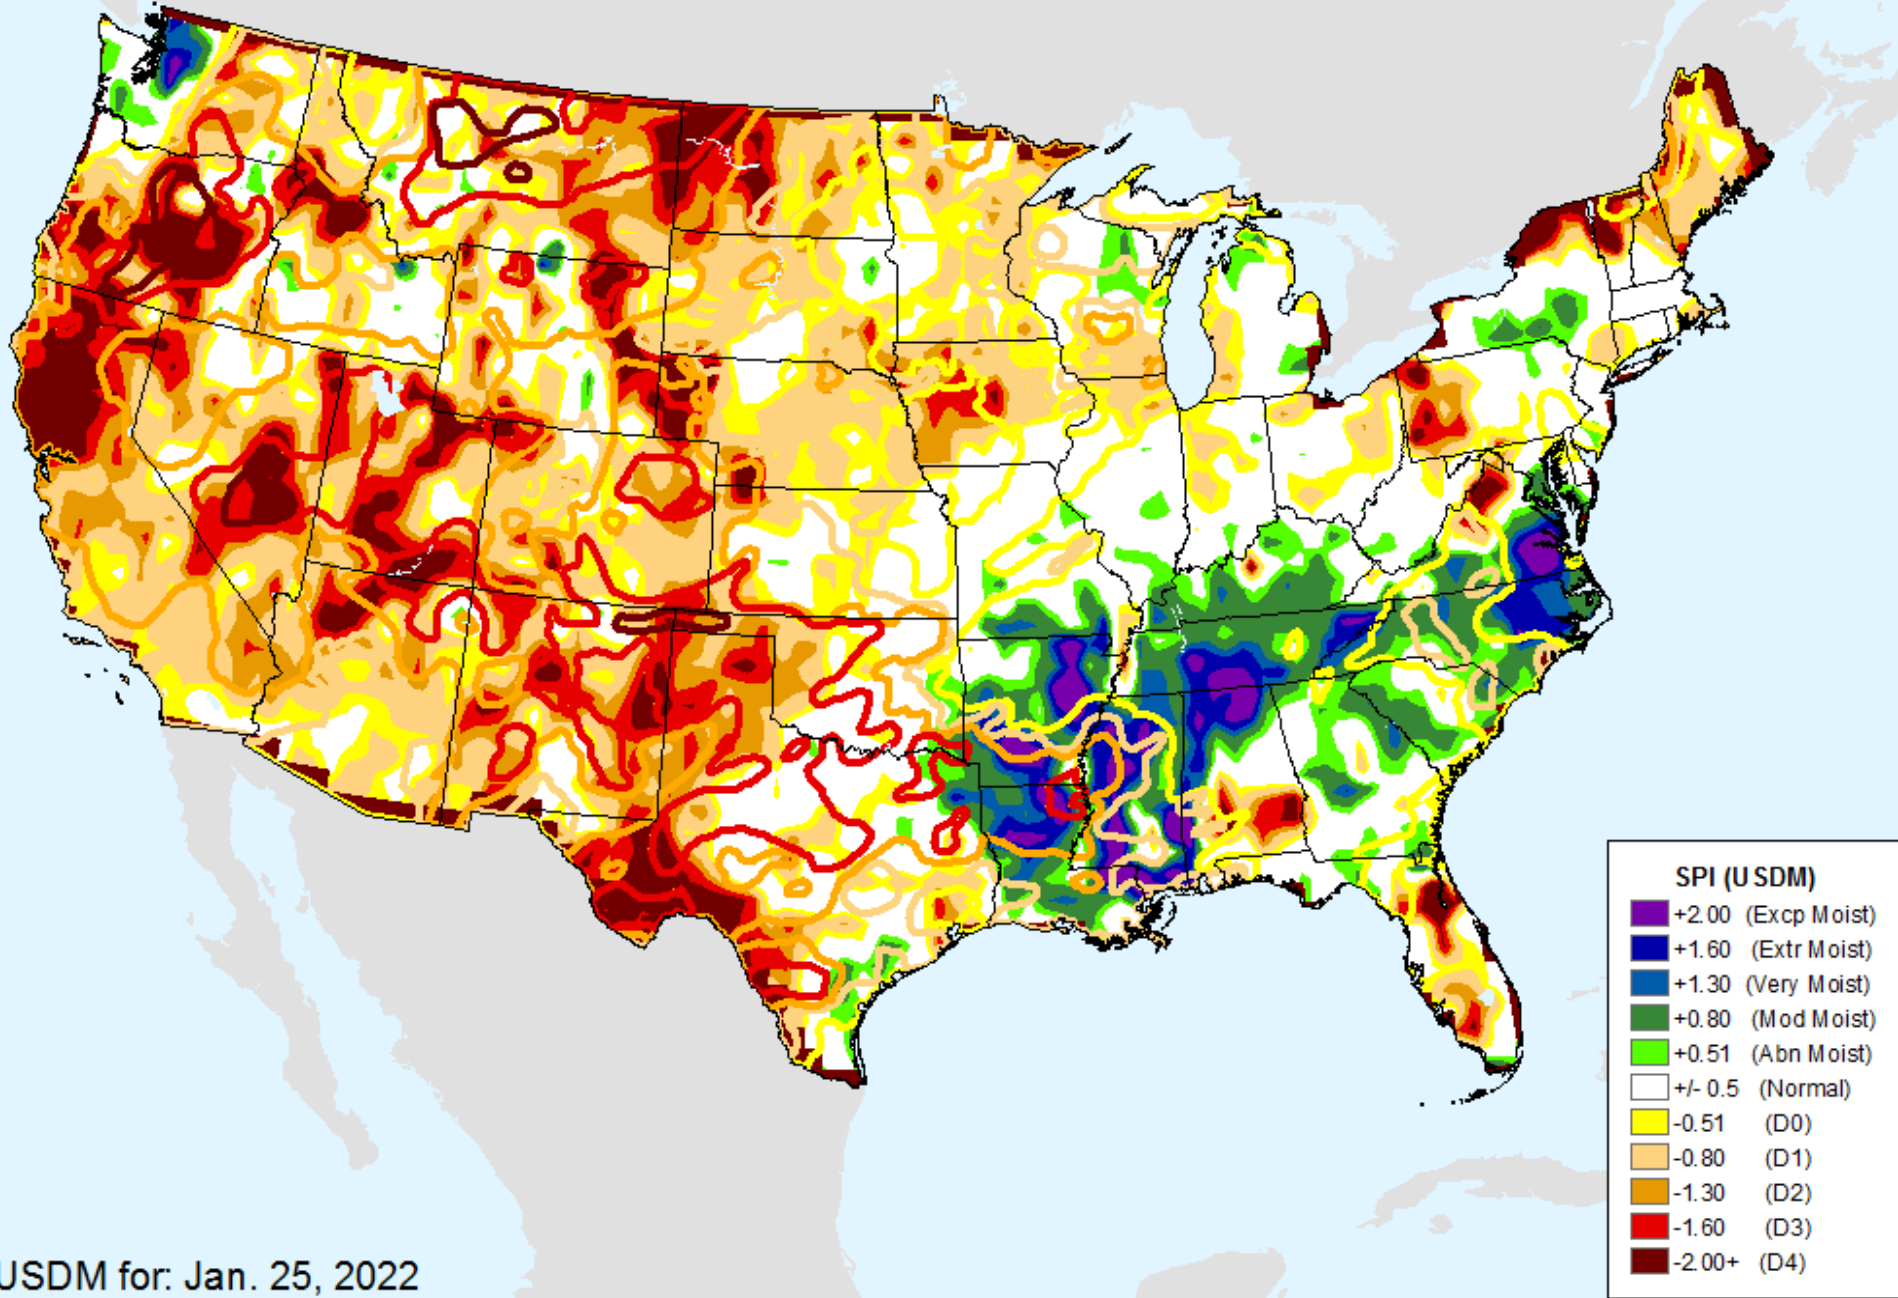 SPI (USDM)
+2.00 (Excp Moist)
+1.60 (Extr Moist)
+1.30 (Very Moist)
+0.80 (Mod Moist)
+0.51 (Abn Moist)
+/- 0.5 (Normal)
-0.51 (D0)
-0.80 (D1)
-1.30 (D2)
-1.60 (D3)
-2.00+ (D4)
USDM for: Jan. 25, 2022